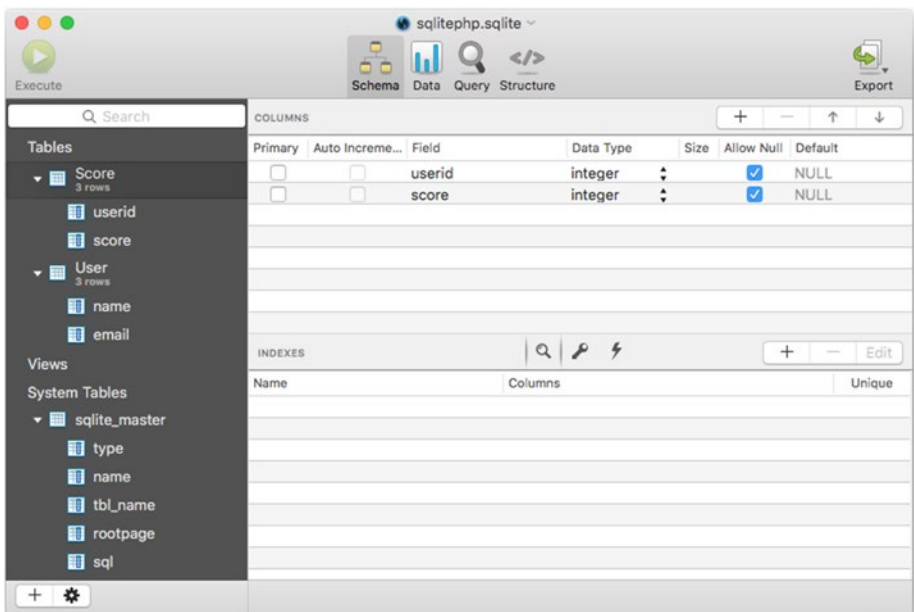 sqlitephp.sqlite
Execute
Schema Data Query Structure
Export
Search
Tables
Score
3 rows
userid
score
User
3 rows
name
email
Views
System Tables
sqlite_master
type
name
tbl_name
rootpage
sql
COLUMNS
Primary Auto Increme... Field Data Type Size Allow Null Default
userid integer NULL
score integer NULL
INDEXES
Edit
Name Columns Unique